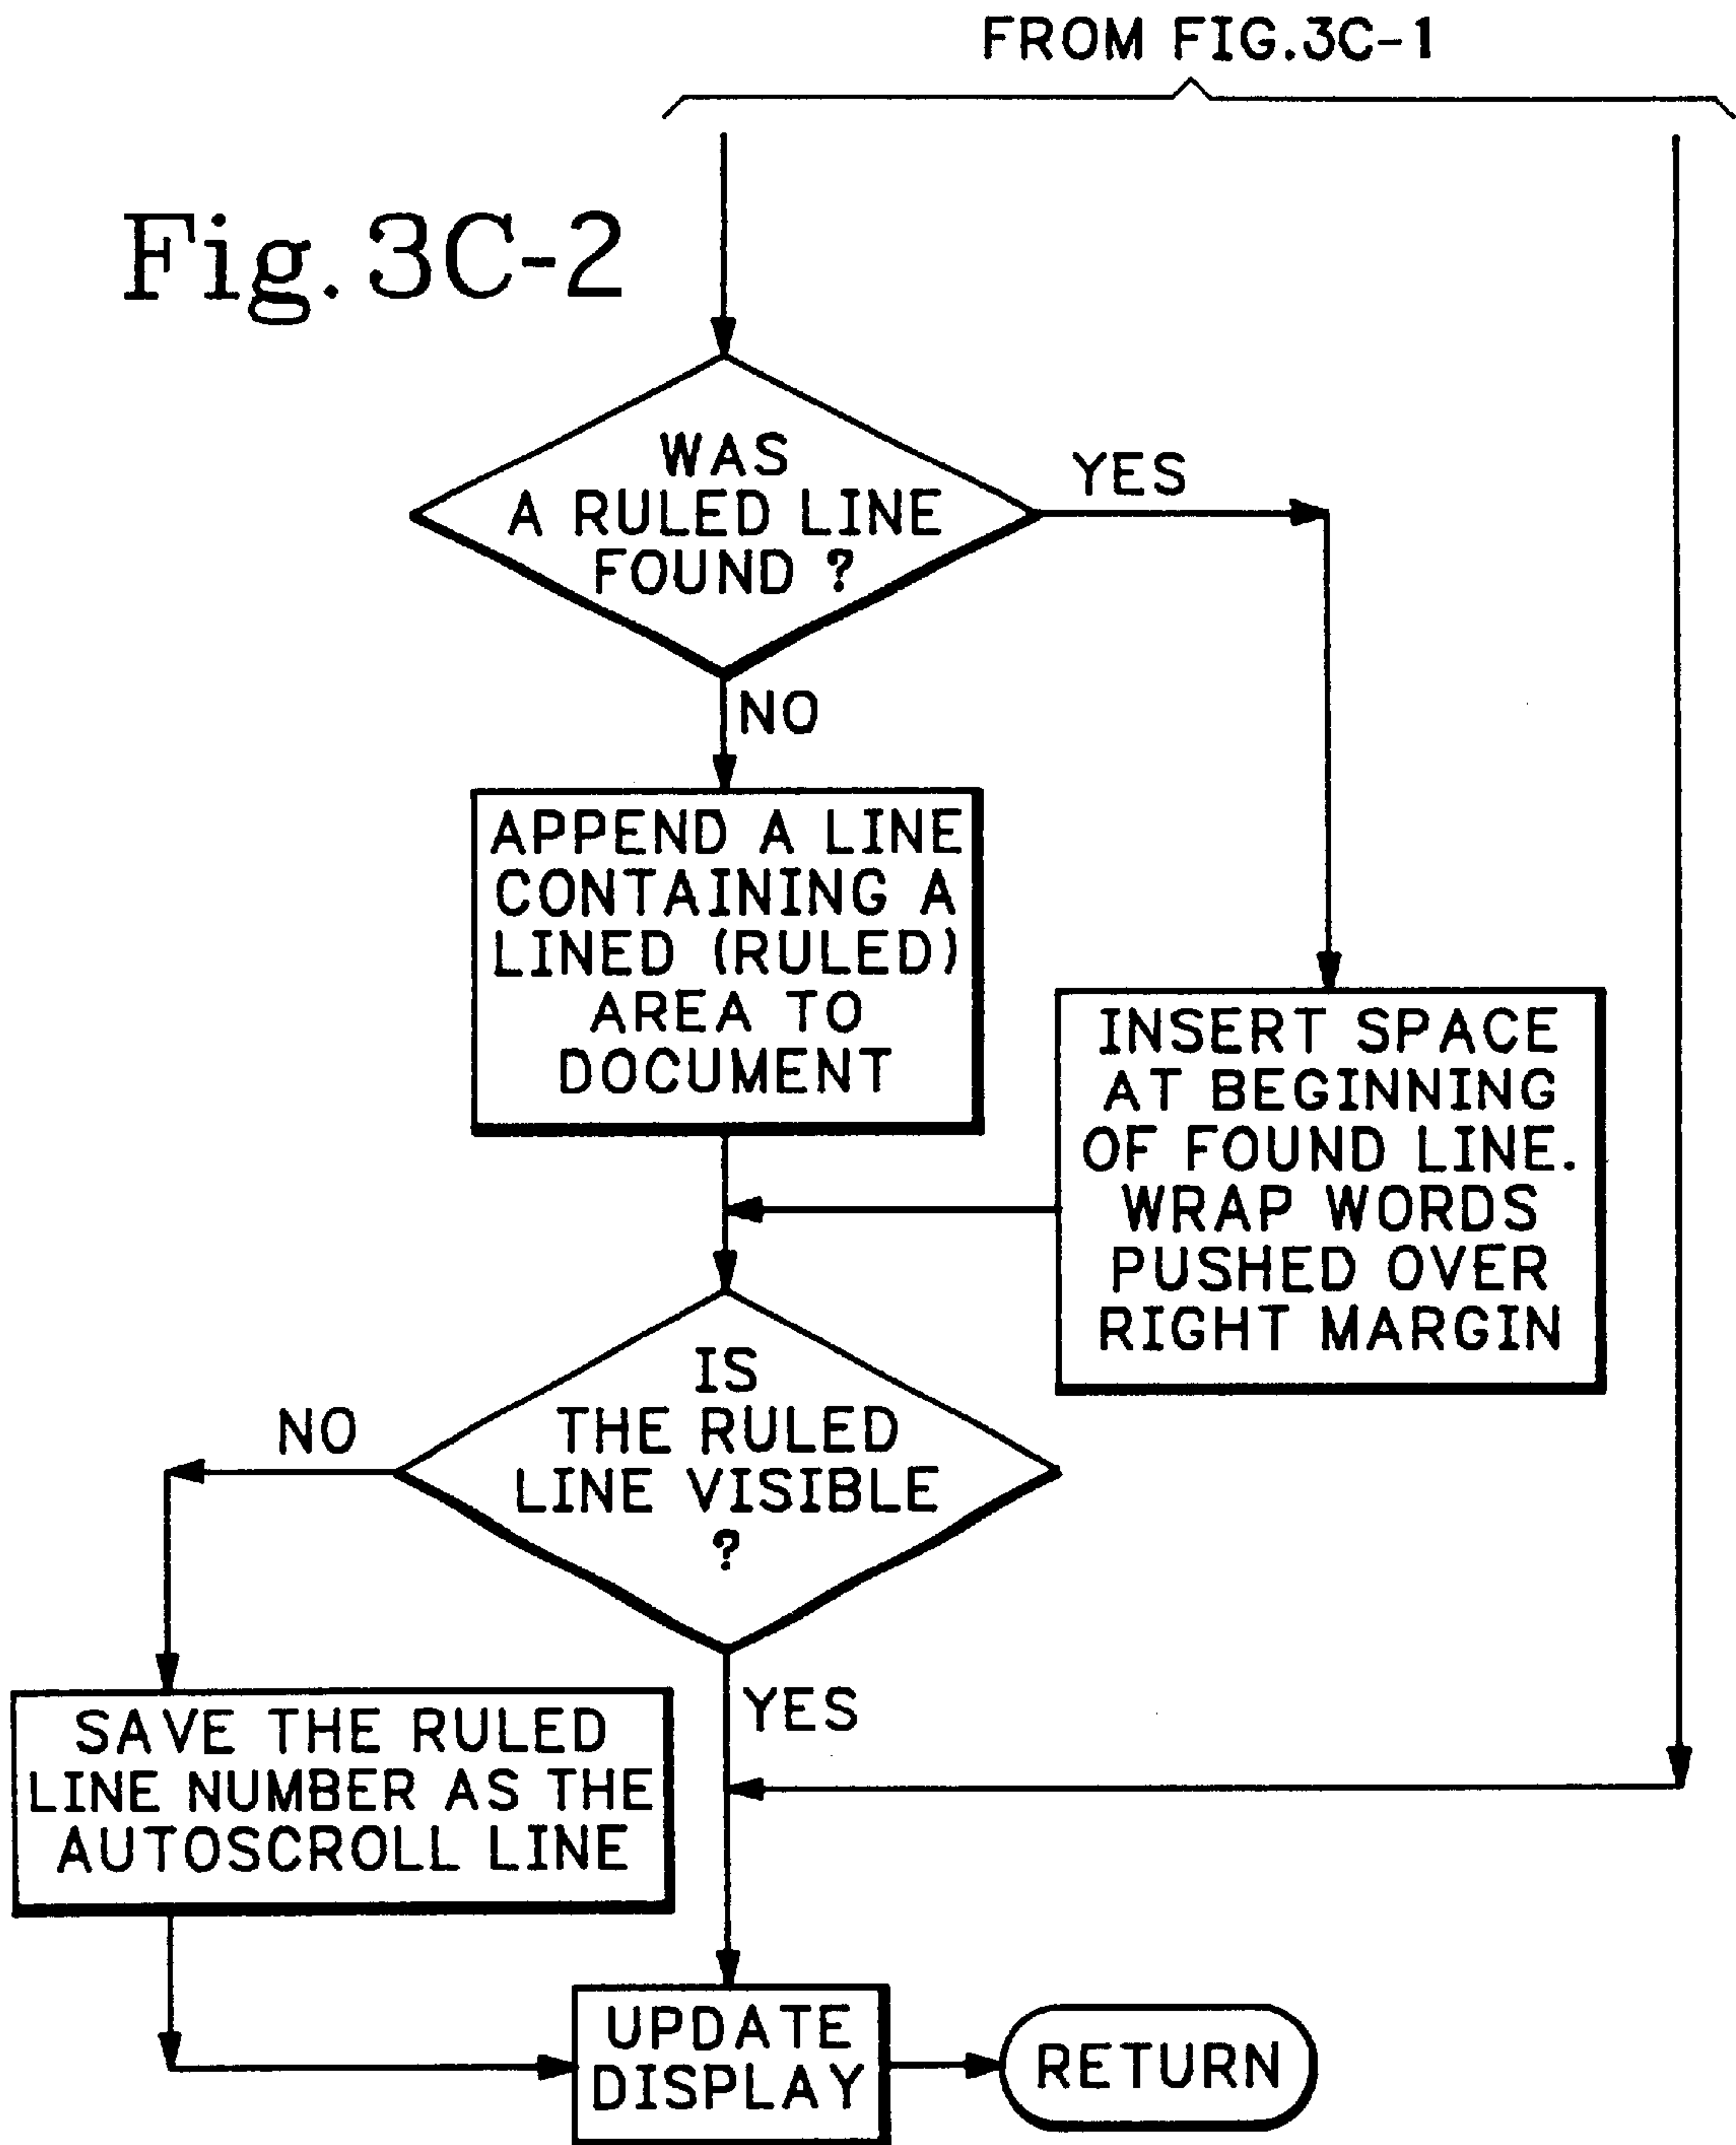 FROM FIG.3C-1
Fig. 3C-2
WAS
A RULED LINE
FOUND ?
YES
NO
APPEND A LINE
CONTAINING A
LINED (RULED)
AREA TO
DOCUMENT
INSERT SPACE
AT BEGINNING
OF FOUND LINE.
WRAP WORDS
PUSHED OVER
RIGHT MARGIN
IS
THE RULED
LINE VISIBLE
?
NO
YES
SAVE THE RULED
LINE NUMBER AS THE
AUTOSCROLL LINE
UPDATE
DISPLAY
RETURN